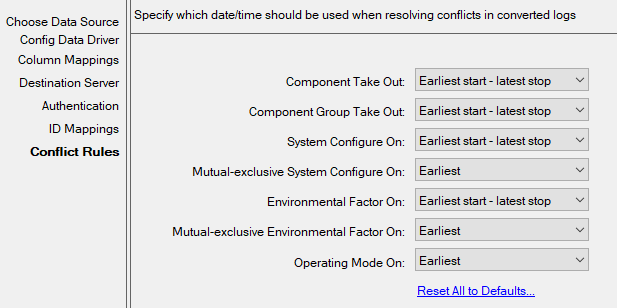 Choose Data Source
Config Data Driver
Column Mappings
Destination Server
Authentication
ID Mappings
Conflict Rules
Specify which date/time should be used when resolving conflicts in converted logs
Component Take Out: Earliest start - latest stop
Component Group Take Out: Earliest start - latest stop
System Configure On: Earliest start - latest stop
Mutual-exclusive System Configure On: Earliest
Environmental Factor On: Earliest start - latest stop
Mutual-exclusive Environmental Factor On: Earliest
Operating Mode On: Earliest
Reset All to Defaults...